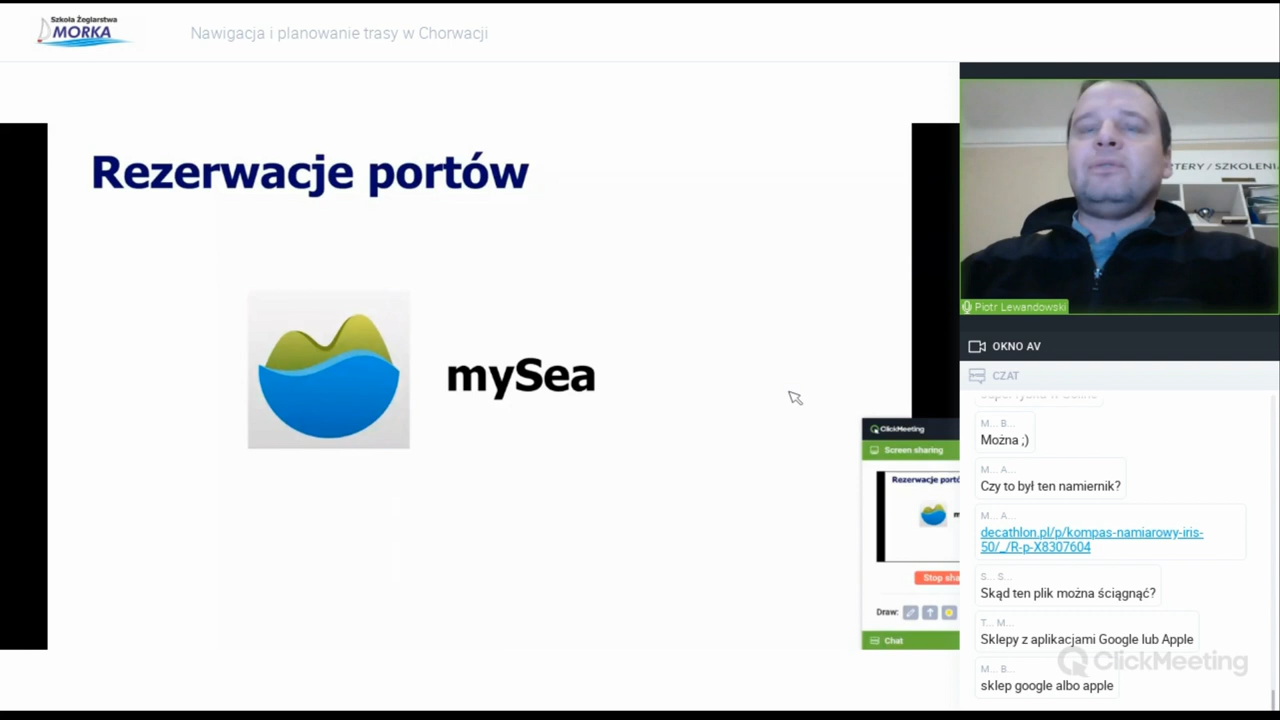 Szkoła Żeglarstwa
MORKA
Nawigacja i planowanie trasy w Chorwacji
Rezerwacje portów
mySea
TERY / SZKOLENI
Piotr Lewandowski
OKNO AV
CZAT
M... B...
Można ;)
M... A...
Czy to był ten namiernik?
M... A...
decathlon.pl/p/kompas-namiarowy-iris-
50/_/R-p-X8307604
S... S...
Skąd ten plik można ściągnąć?
T... M...
Sklepy z aplikacjami Google lub Apple
M... B...
sklep google albo apple
ClickMeeting
ClickMeeting
Screen sharing
Rezerwacje portó
m
Stop sha
Draw:
Chat